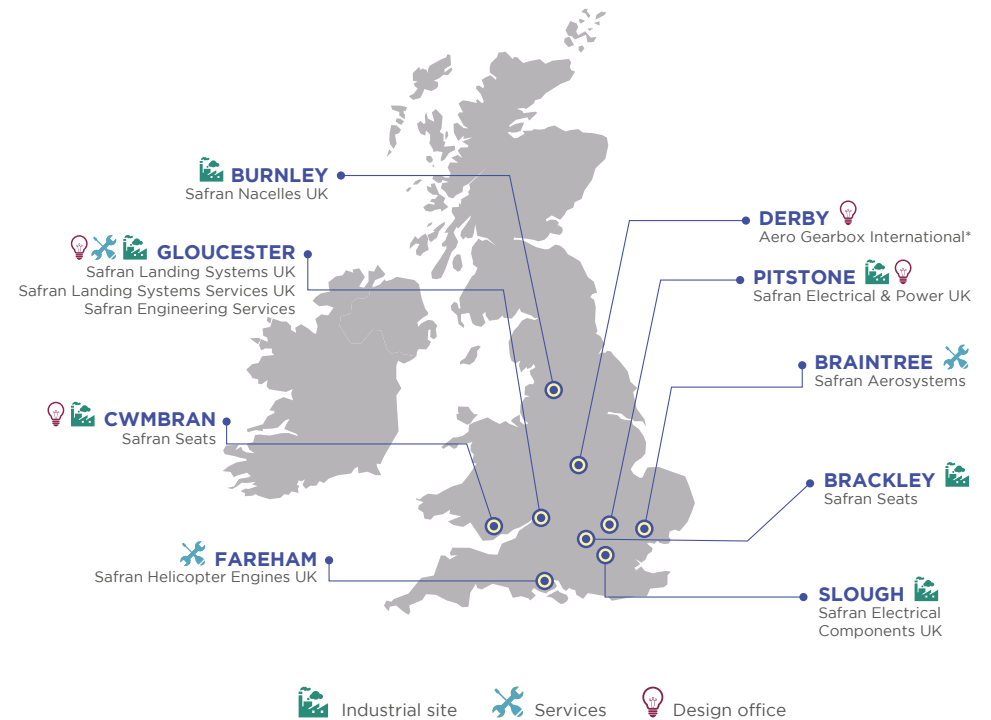 BURNLEY
Safran Nacelles UK
GLOUCESTER
Safran Landing Systems UK
Safran Landing Systems Services UK
Safran Engineering Services
CWMBRAN
Safran Seats
FAREHAM
Safran Helicopter Engines UK
DERBY
Aero Gearbox International*
PITSTONE
Safran Electrical & Power UK
BRAINTREE
Safran Aerosystems
BRACKLEY
Safran Seats
SLOUGH
Safran Electrical
Components UK
Industrial site
Services
Design office